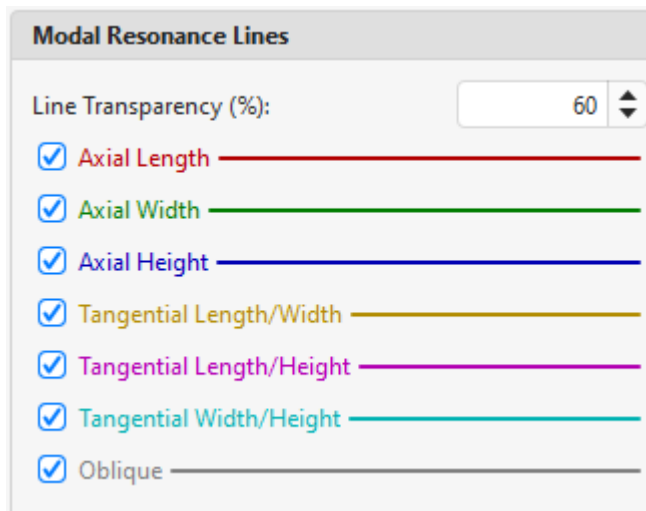 Modal Resonance Lines
Line Transparency (%): 60
Axial Length
Axial Width
Axial Height
Tangential Length/Width
Tangential Length/Height
Tangential Width/Height
Oblique